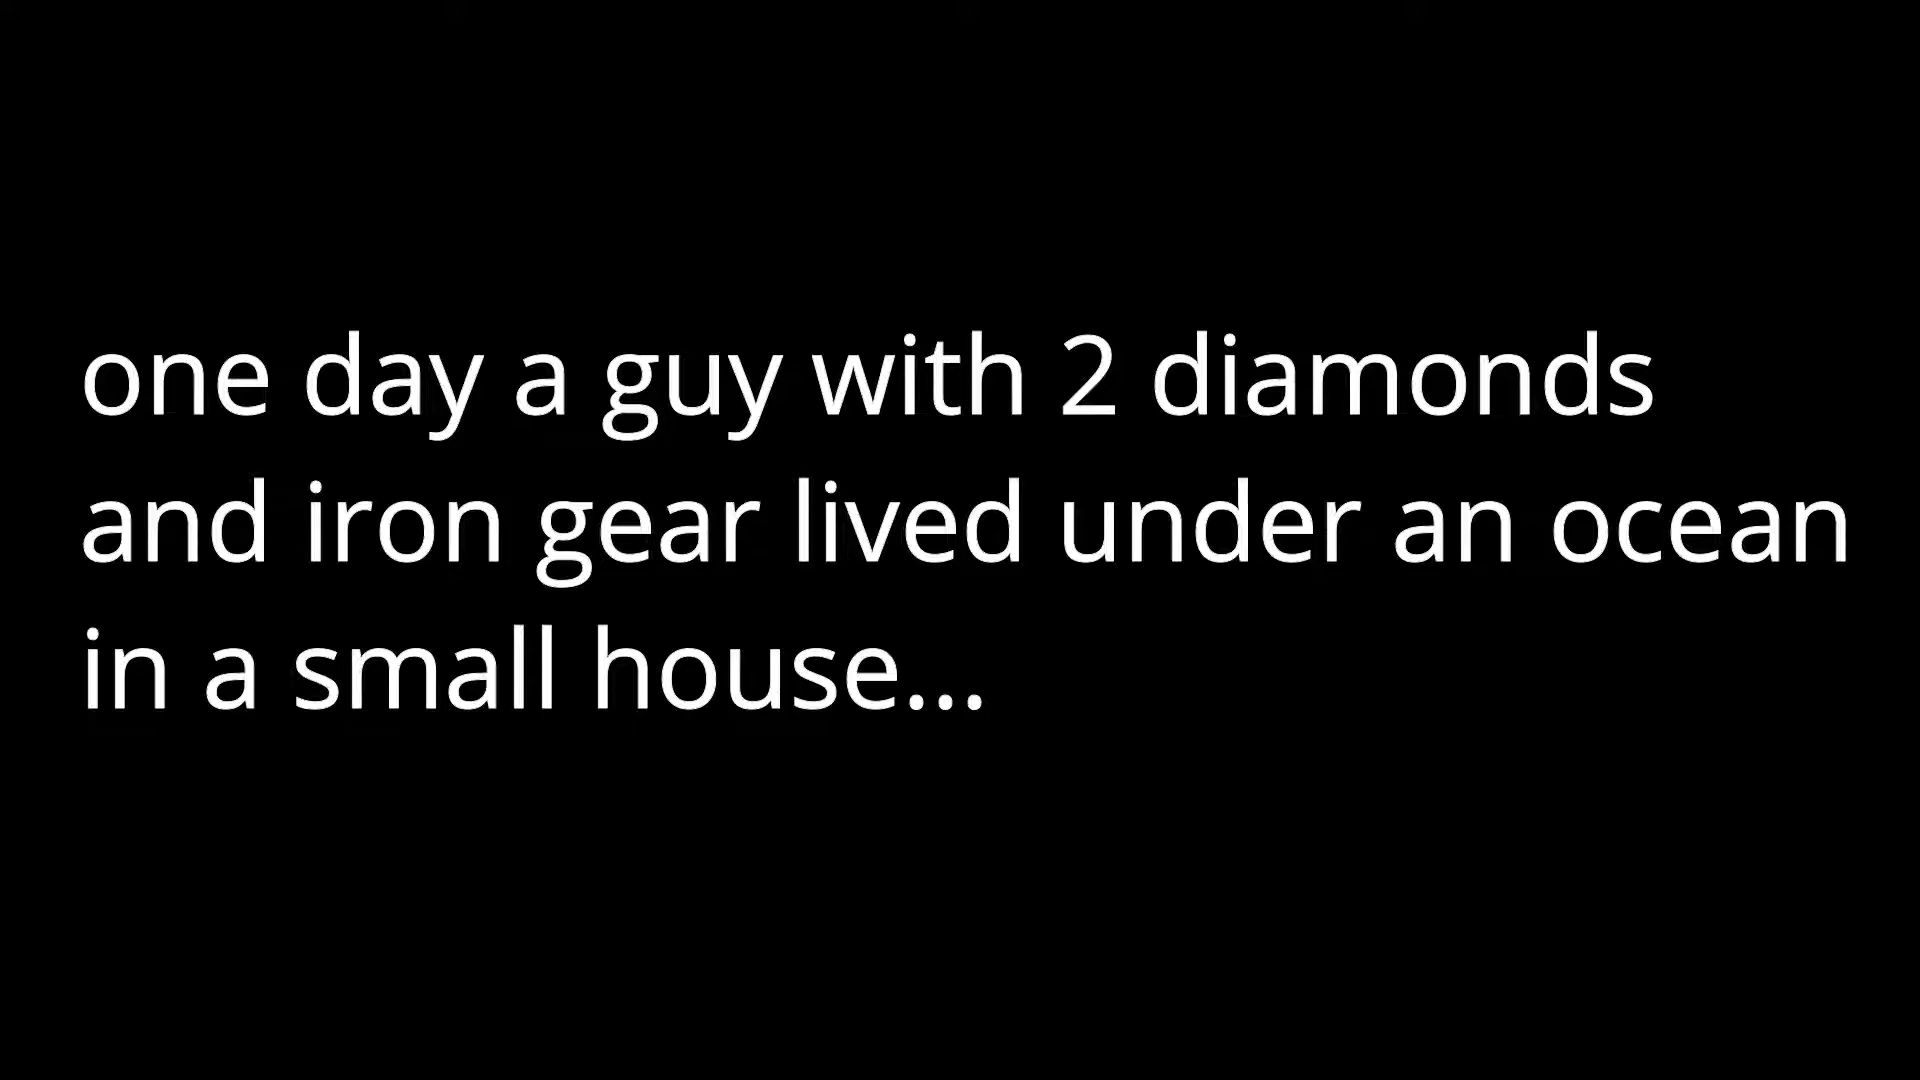 one day a guy with 2 diamonds
and iron gear lived under an ocean
in a small house...